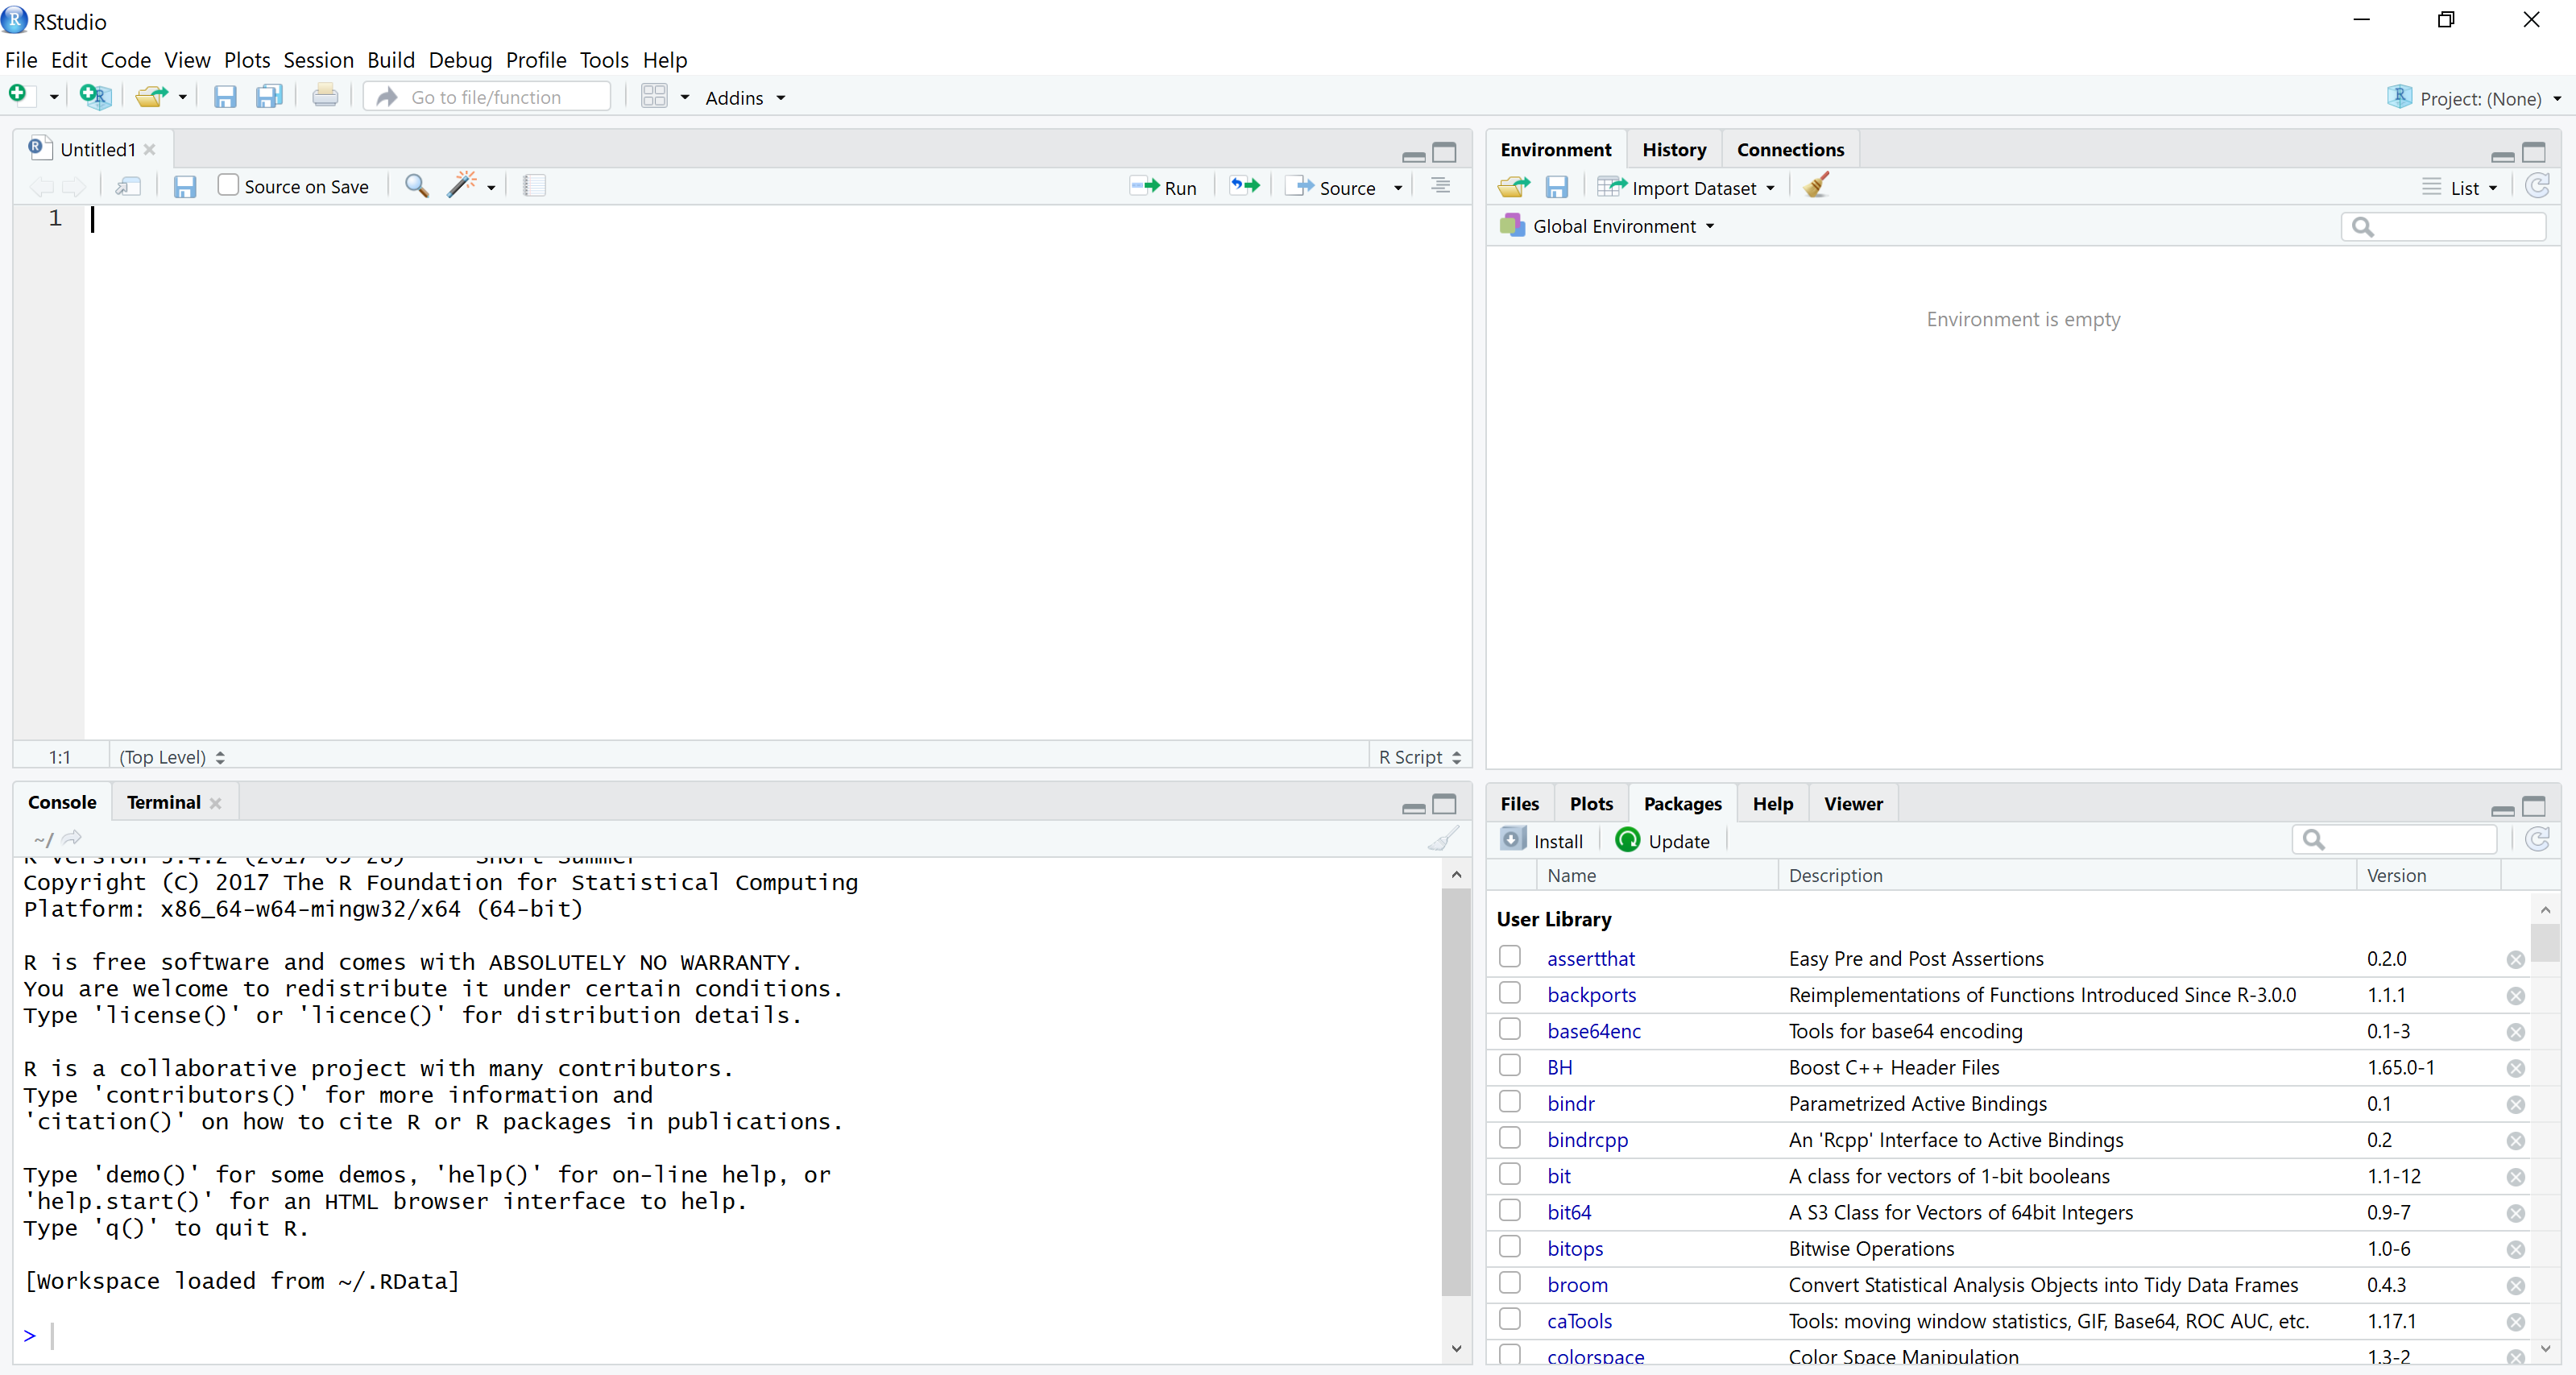 RStudio
File Edit Code View Plots Session Build Debug Profile Tools Help
Go to file/function
Addins
Project: (None)
Untitled1
Source on Save
Run
Source
1
1:1
(Top Level)
R Script
Environment History Connections
Import Dataset
List
Global Environment
Environment is empty
Console Terminal
~/
Copyright (C) 2017 The R Foundation for Statistical Computing
Platform: x86_64-w64-mingw32/x64 (64-bit)
R is free software and comes with ABSOLUTELY NO WARRANTY.
You are welcome to redistribute it under certain conditions.
Type 'license()' or 'licence()' for distribution details.
R is a collaborative project with many contributors.
Type 'contributors()' for more information and
'citation()' on how to cite R or R packages in publications.
Type 'demo()' for some demos, 'help()' for on-line help, or
'help.start()' for an HTML browser interface to help.
Type 'q()' to quit R.
[Workspace loaded from ~/.RData]
>
Files Plots Packages Help Viewer
Install Update
Name Description Version
User Library
assertthat Easy Pre and Post Assertions 0.2.0
backports Reimplementations of Functions Introduced Since R-3.0.0 1.1.1
base64enc Tools for base64 encoding 0.1-3
BH Boost C++ Header Files 1.65.0-1
bindr Parametrized Active Bindings 0.1
bindrcpp An 'Rcpp' Interface to Active Bindings 0.2
bit A class for vectors of 1-bit booleans 1.1-12
bit64 A S3 Class for Vectors of 64bit Integers 0.9-7
bitops Bitwise Operations 1.0-6
broom Convert Statistical Analysis Objects into Tidy Data Frames 0.4.3
caTools Tools: moving window statistics, GIF, Base64, ROC AUC, etc. 1.17.1
colorspace Color Space Manipulation 1.3-2